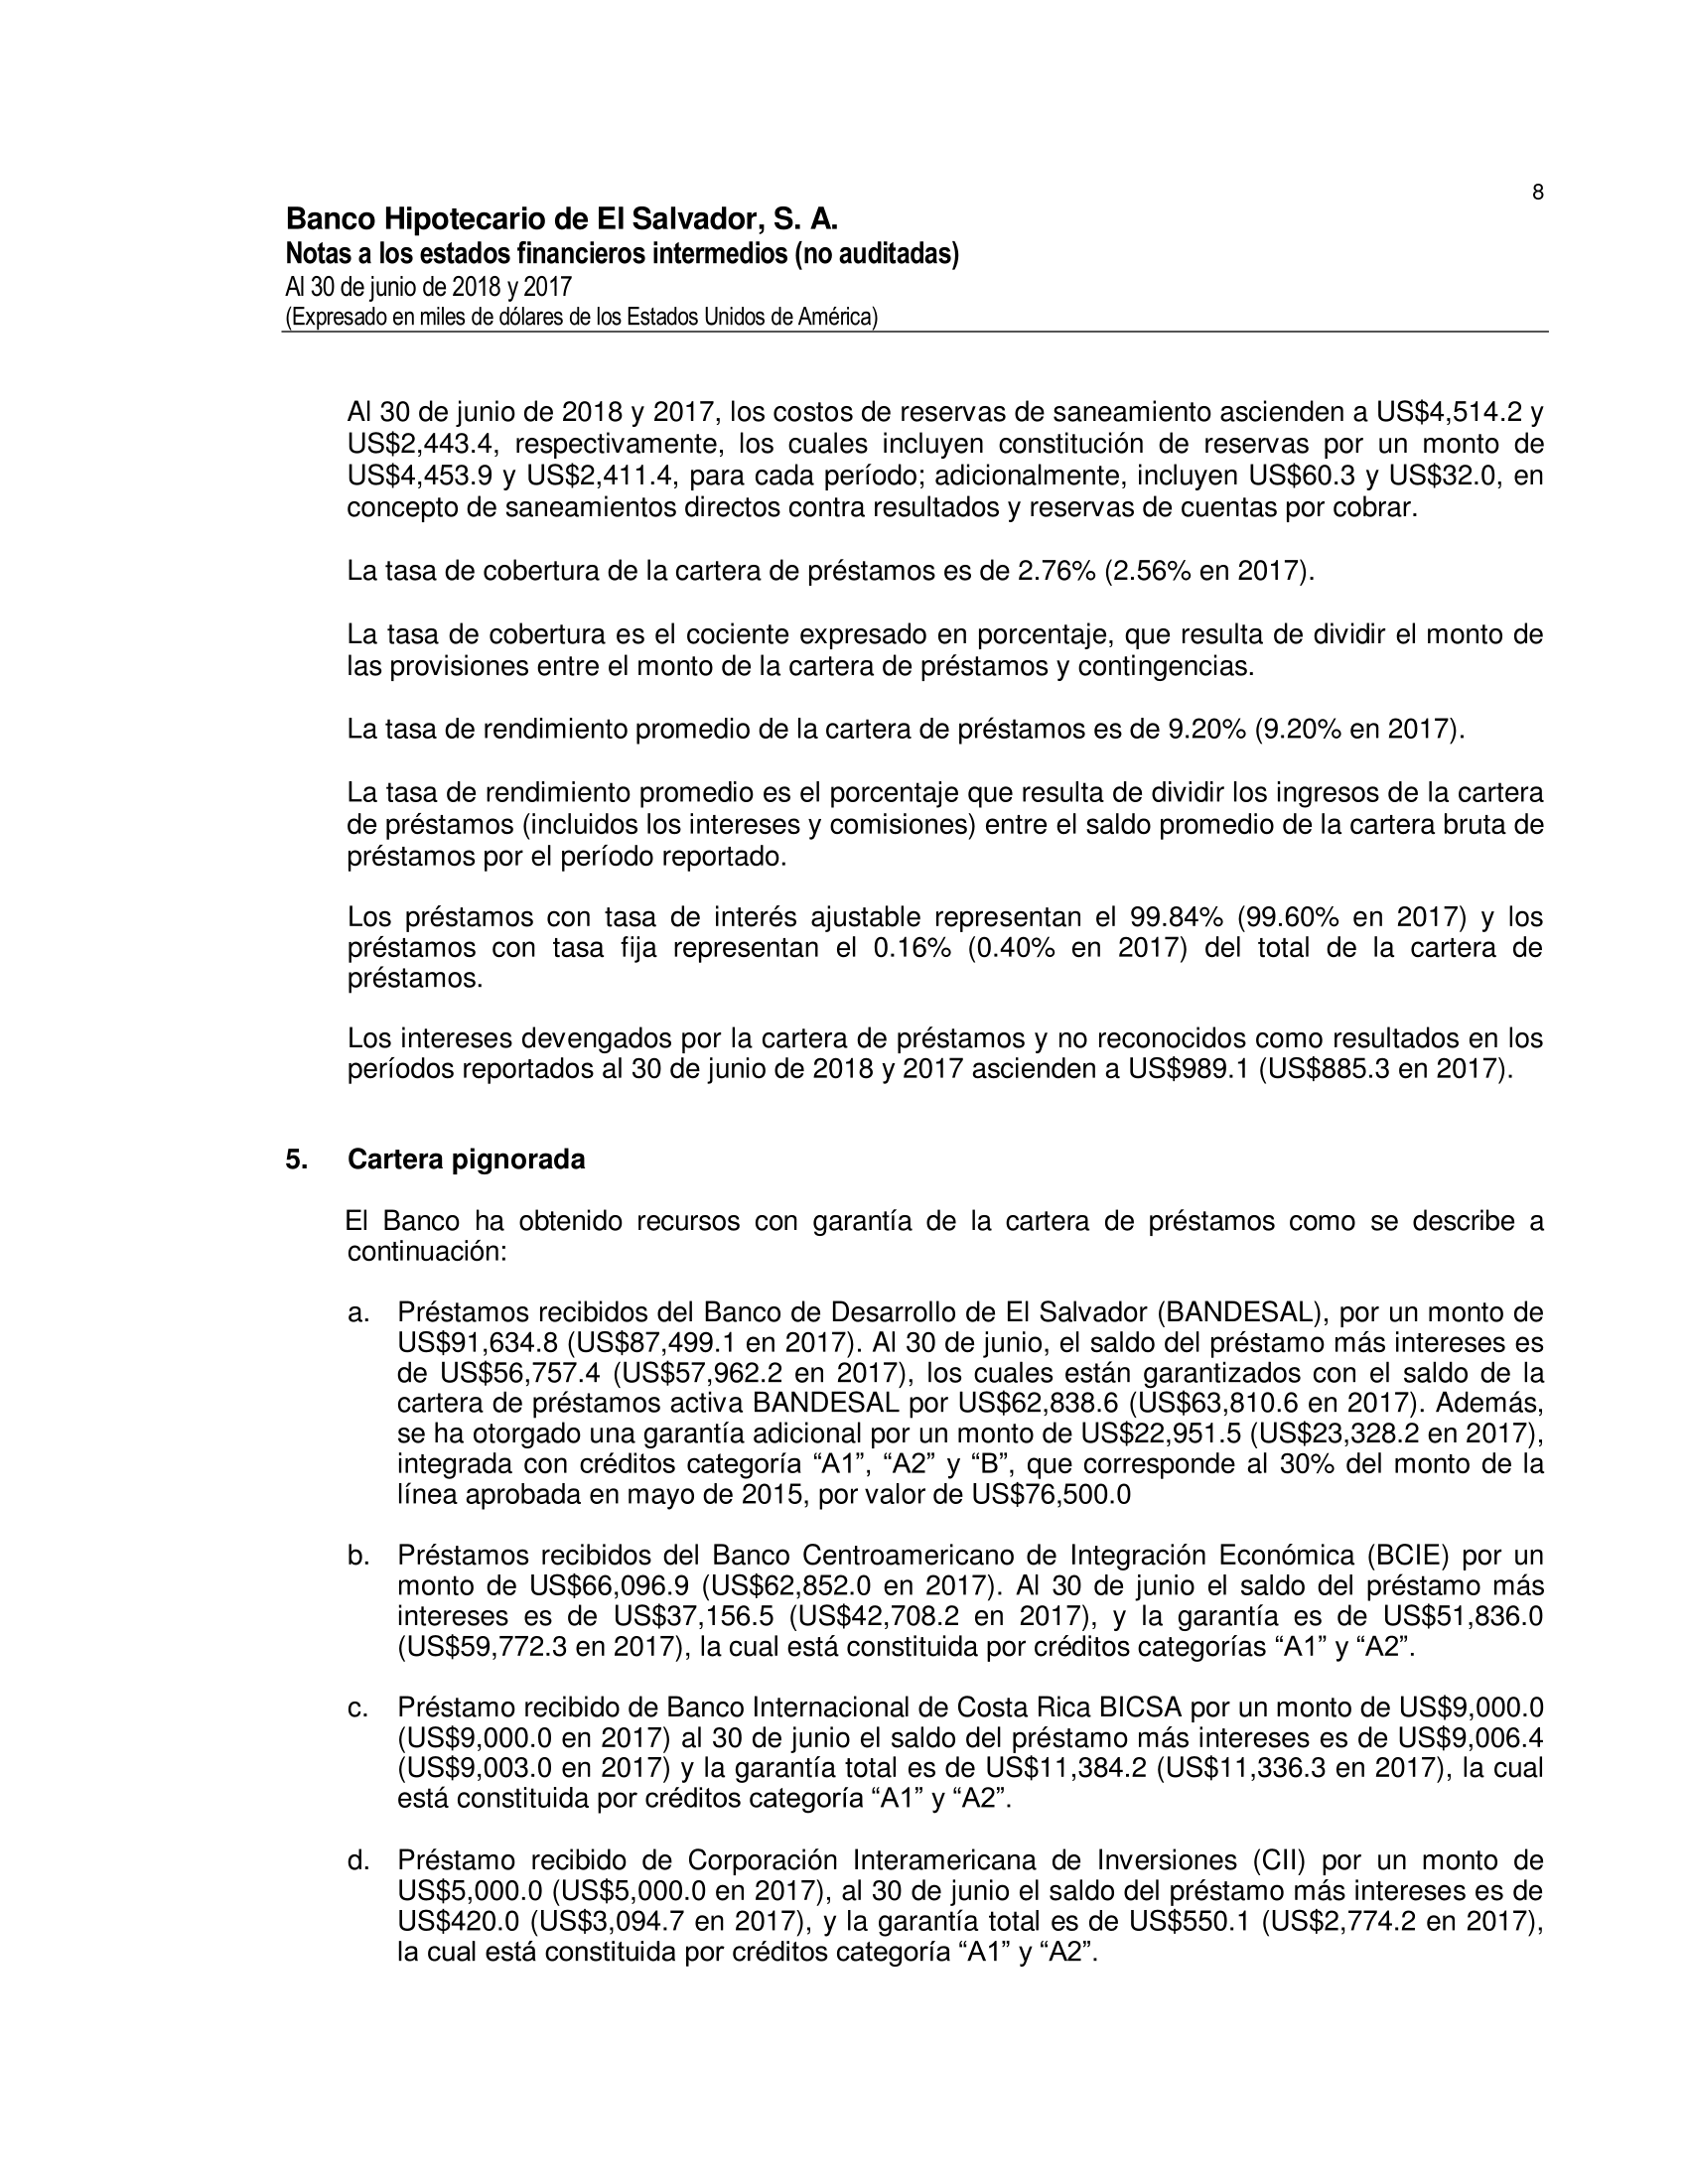 8
Banco Hipotecario de El Salvador, S. A.
Notas a los estados financieros intermedios (no auditadas)
Al 30 de junio de 2018 y 2017
(Expresado en miles de dólares de los Estados Unidos de América)
Al 30 de junio de 2018 y 2017, los costos de reservas de saneamiento ascienden a US$4,514.2 y
US$2,443.4, respectivamente, los cuales incluyen constitución de reservas por un monto de
US$4,453.9 y US$2,411.4, para cada período; adicionalmente, incluyen US$60.3 y US$32.0, en
concepto de saneamientos directos contra resultados y reservas de cuentas por cobrar.
La tasa de cobertura de la cartera de préstamos es de 2.76% (2.56% en 2017).
La tasa de cobertura es el cociente expresado en porcentaje, que resulta de dividir el monto de
las provisiones entre el monto de la cartera de préstamos y contingencias.
La tasa de rendimiento promedio de la cartera de préstamos es de 9.20% (9.20% en 2017).
La tasa de rendimiento promedio es el porcentaje que resulta de dividir los ingresos de la cartera
de préstamos (incluidos los intereses y comisiones) entre el saldo promedio de la cartera bruta de
préstamos por el período reportado.
Los préstamos con tasa de interés ajustable representan el 99.84% (99.60% en 2017) y los
préstamos con tasa fija representan el 0.16% (0.40% en 2017) del total de la cartera de
préstamos.
Los intereses devengados por la cartera de préstamos y no reconocidos como resultados en los
períodos reportados al 30 de junio de 2018 y 2017 ascienden a US$989.1 (US$885.3 en 2017).
5. Cartera pignorada
El Banco ha obtenido recursos con garantía de la cartera de préstamos como se describe a
continuación:
a. Préstamos recibidos del Banco de Desarrollo de El Salvador (BANDESAL), por un monto de
US$91,634.8 (US$87,499.1 en 2017). Al 30 de junio, el saldo del préstamo más intereses es
de US$56,757.4 (US$57,962.2 en 2017), los cuales están garantizados con el saldo de la
cartera de préstamos activa BANDESAL por US$62,838.6 (US$63,810.6 en 2017). Además,
se ha otorgado una garantía adicional por un monto de US$22,951.5 (US$23,328.2 en 2017),
integrada con créditos categoría “A1”, “A2” y “B”, que corresponde al 30% del monto de la
línea aprobada en mayo de 2015, por valor de US$76,500.0
b. Préstamos recibidos del Banco Centroamericano de Integración Económica (BCIE) por un
monto de US$66,096.9 (US$62,852.0 en 2017). Al 30 de junio el saldo del préstamo más
intereses es de US$37,156.5 (US$42,708.2 en 2017), y la garantía es de US$51,836.0
(US$59,772.3 en 2017), la cual está constituida por créditos categorías “A1” y “A2”.
c. Préstamo recibido de Banco Internacional de Costa Rica BICSA por un monto de US$9,000.0
(US$9,000.0 en 2017) al 30 de junio el saldo del préstamo más intereses es de US$9,006.4
(US$9,003.0 en 2017) y la garantía total es de US$11,384.2 (US$11,336.3 en 2017), la cual
está constituida por créditos categoría “A1” y “A2”.
d. Préstamo recibido de Corporación Interamericana de Inversiones (CII) por un monto de
US$5,000.0 (US$5,000.0 en 2017), al 30 de junio el saldo del préstamo más intereses es de
US$420.0 (US$3,094.7 en 2017), y la garantía total es de US$550.1 (US$2,774.2 en 2017),
la cual está constituida por créditos categoría “A1” y “A2”.